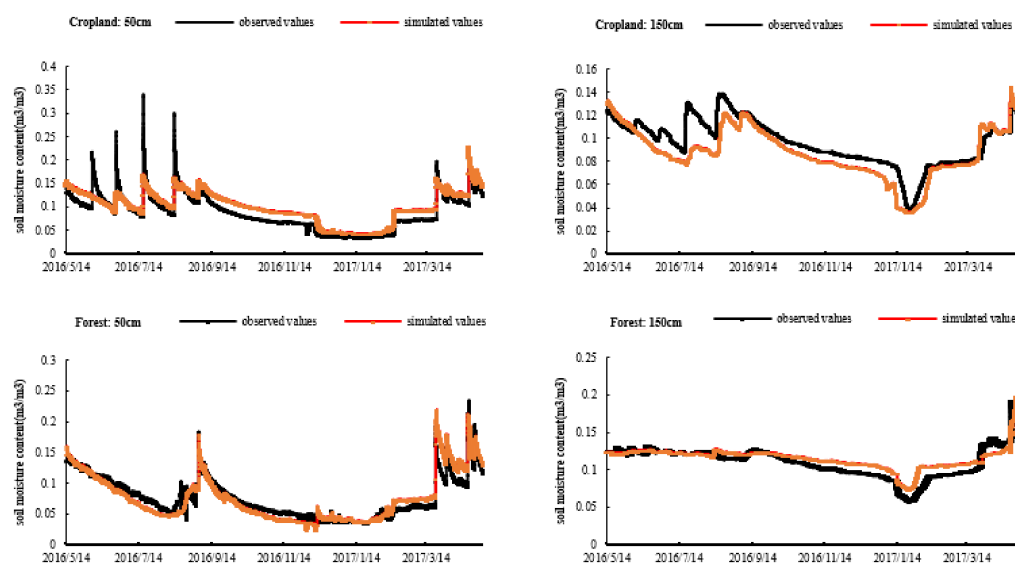 Cropland: 50cm observed values simulated values
soil moisture content(m3/m3)
0.4
0.35
0.3
0.25
0.2
0.15
0.1
0.05
0
2016/5/14 2016/7/14 2016/9/14 2016/11/14 2017/1/14 2017/3/14
Cropland: 150cm observed values simulated values
soil moisture content(m3/m3)
0.16
0.14
0.12
0.1
0.08
0.06
0.04
0.02
0
2016/5/14 2016/7/14 2016/9/14 2016/11/14 2017/1/14 2017/3/14
Forest: 50cm observed values simulated values
soil moisture content(m3/m3)
0.3
0.25
0.2
0.15
0.1
0.05
0
2016/5/14 2016/7/14 2016/9/14 2016/11/14 2017/1/14 2017/3/14
Forest: 150cm observed values simulated values
soil moisture content(m3/m3)
0.25
0.2
0.15
0.1
0.05
0
2016/5/14 2016/7/14 2016/9/14 2016/11/14 2017/1/14 2017/3/14